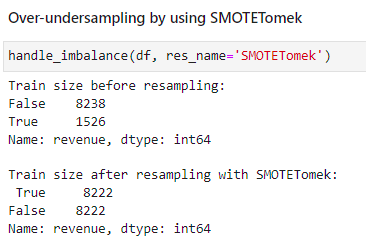 Over-undersampling by using SMOTETomek
handle_imbalance(df, res_name='SMOTETomek')
Train size before resampling:
False    8238
True     1526
Name: revenue, dtype: int64

Train size after resampling with SMOTETomek:
 True     8222
False    8222
Name: revenue, dtype: int64